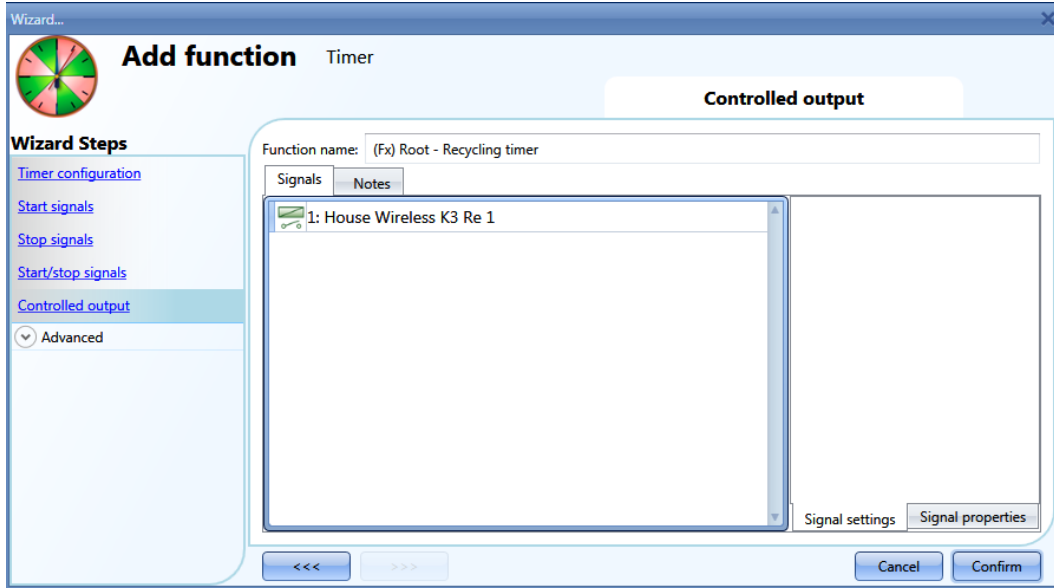 Wizard...
Add function Timer
Controlled output
Wizard Steps
Timer configuration
Start signals
Stop signals
Start/stop signals
Controlled output
Advanced
Function name: (Fx) Root - Recycling timer
Signals Notes
1: House Wireless K3 Re 1
Signal settings Signal properties
<<< >>> Cancel Confirm